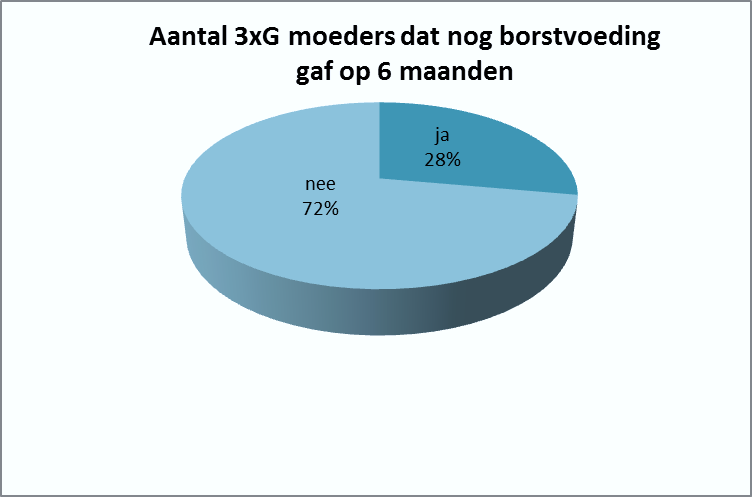 Aantal 3xG moeders dat nog borstvoeding
gaf op 6 maanden
ja
28%
nee
72%